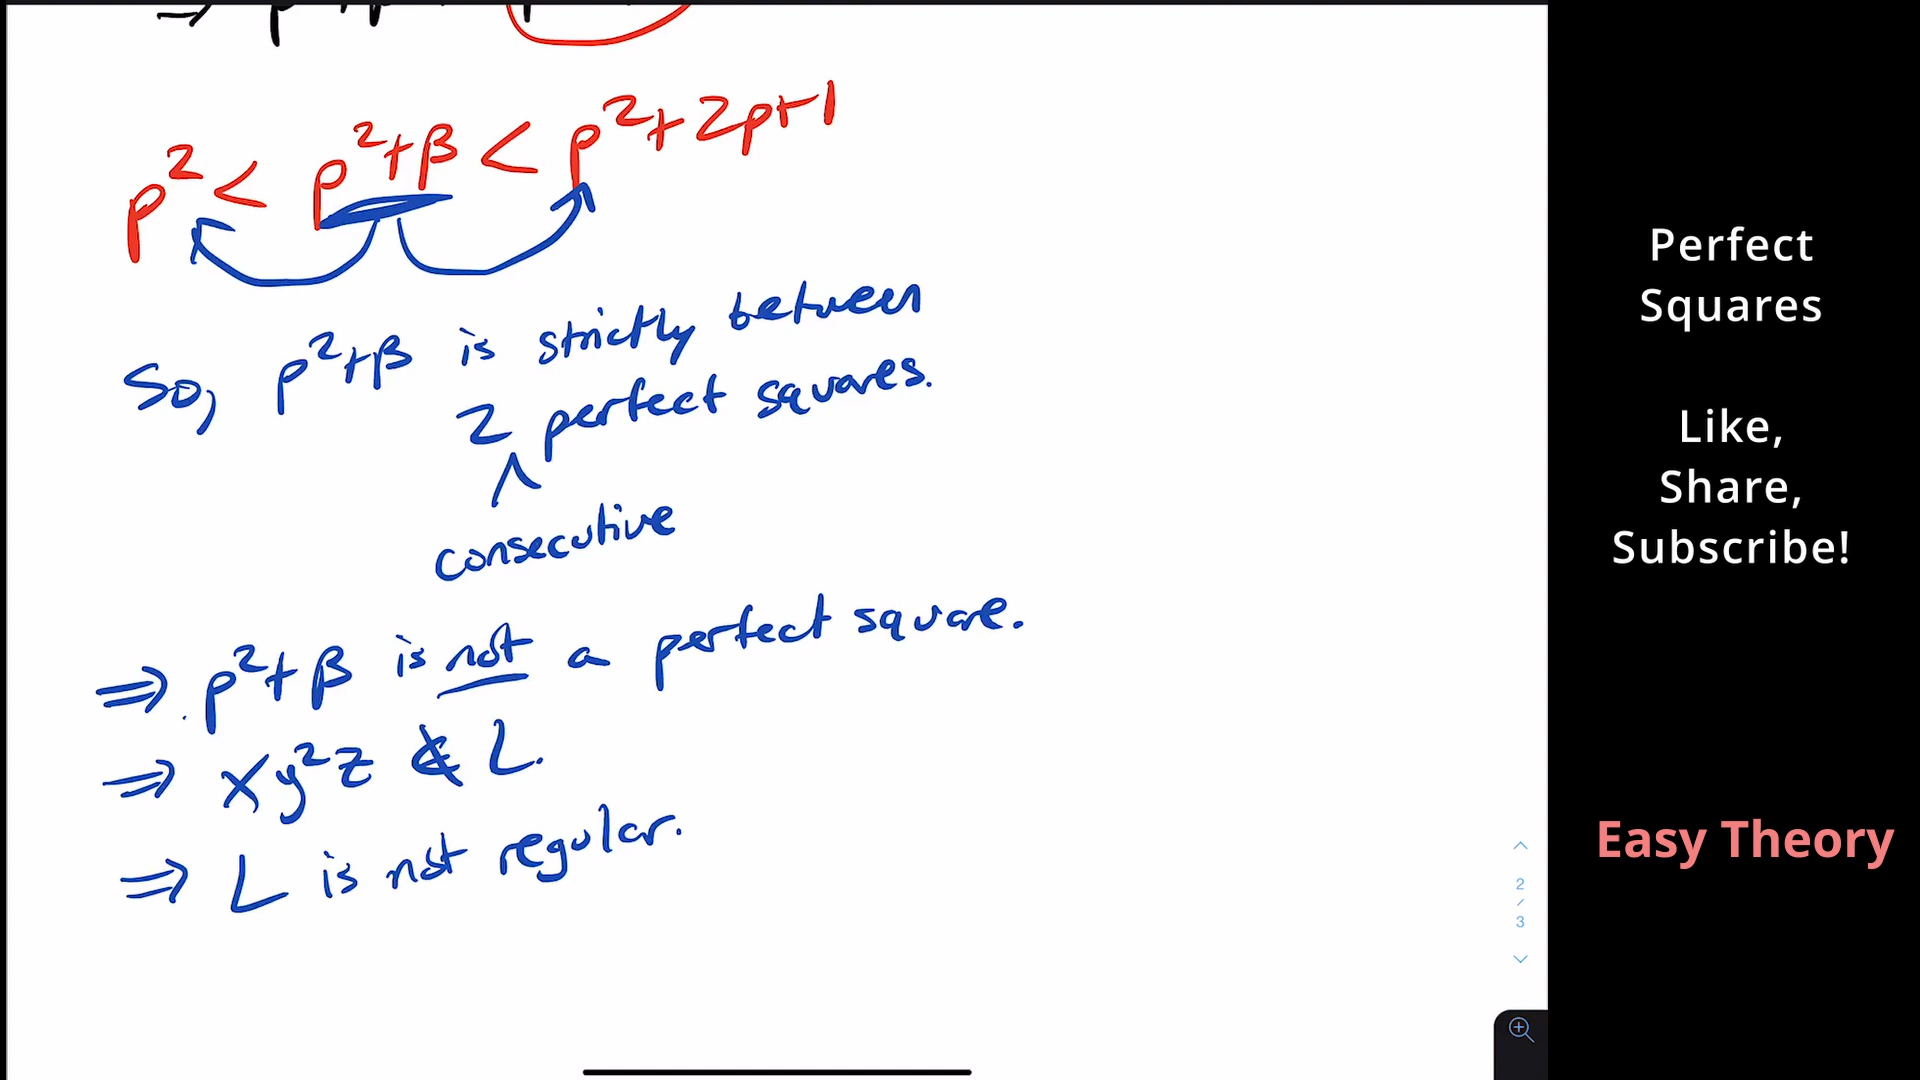 p² < p²+β < p²+2p+1
So, p²+β is strictly between
2 perfect squares.
^
consecutive
⇒ p²+β is not a perfect square.
⇒ xy²z ∉ L.
⇒ L is not regular.
Perfect
Squares
Like,
Share,
Subscribe!
Easy Theory
2
/
3